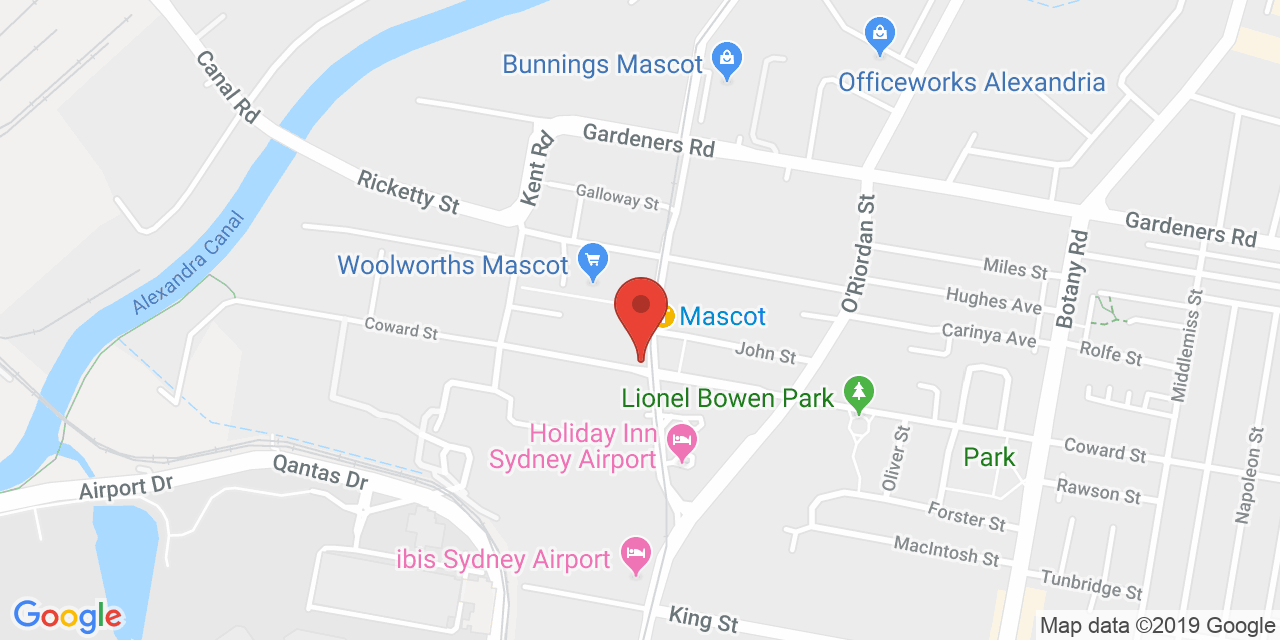 Canal Rd
Bunnings Mascot
Officeworks Alexandria
Gardeners Rd
Kent Rd
Ricketty St
Galloway St
Alexandra Canal
Woolworths Mascot
O'Riordan St
Botany Rd
Gardeners Rd
Miles St
Hughes Ave
Middlemiss St
Mascot
Coward St
Carinya Ave
John St
Rolfe St
Lionel Bowen Park
Holiday Inn
Sydney Airport
Oliver St
Park
Coward St
Napoleon St
Qantas Dr
Airport Dr
Rawson St
Forster St
MacIntosh St
ibis Sydney Airport
Tunbridge St
King St
Google
Map data ©2019 Google